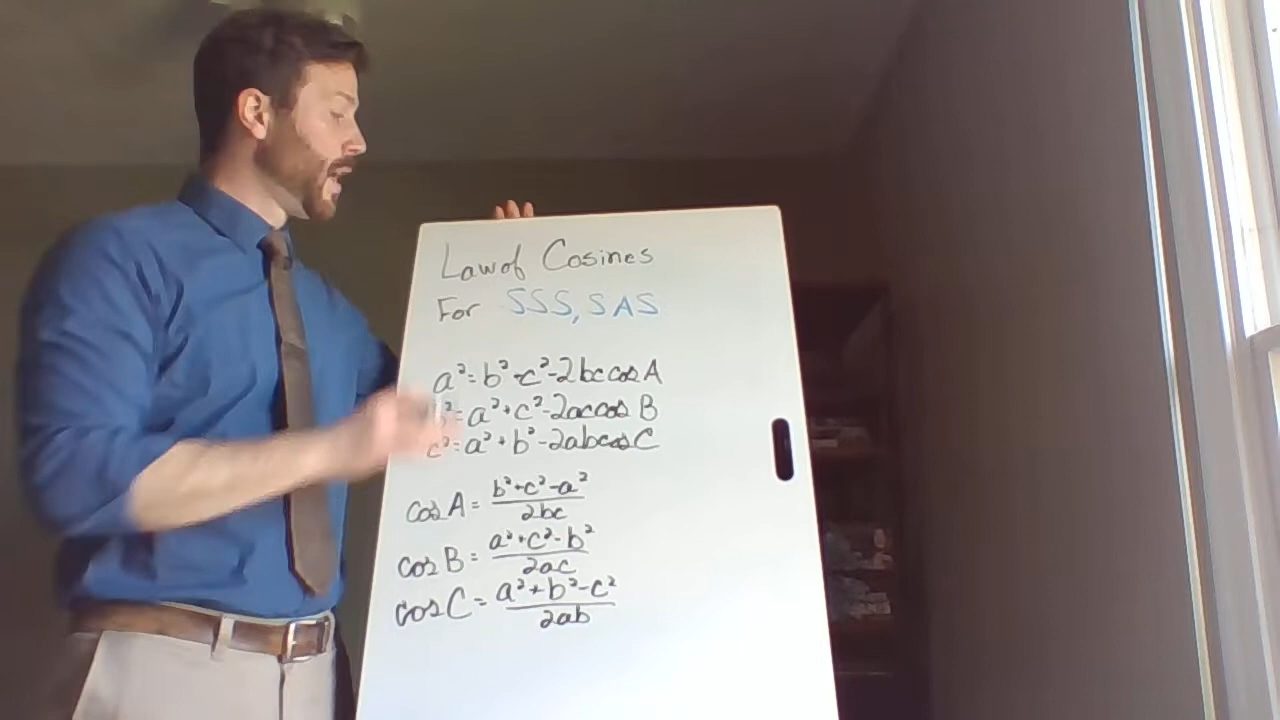 Law of Cosines
For SSS, SAS
a²=b²+c²-2bc cos A
b²=a²+c²-2ac cos B
c²=a²+b²-2ab cos C
cos A = (b²+c²-a²)/2bc
cos B = (a²+c²-b²)/2ac
cos C = (a²+b²-c²)/2ab